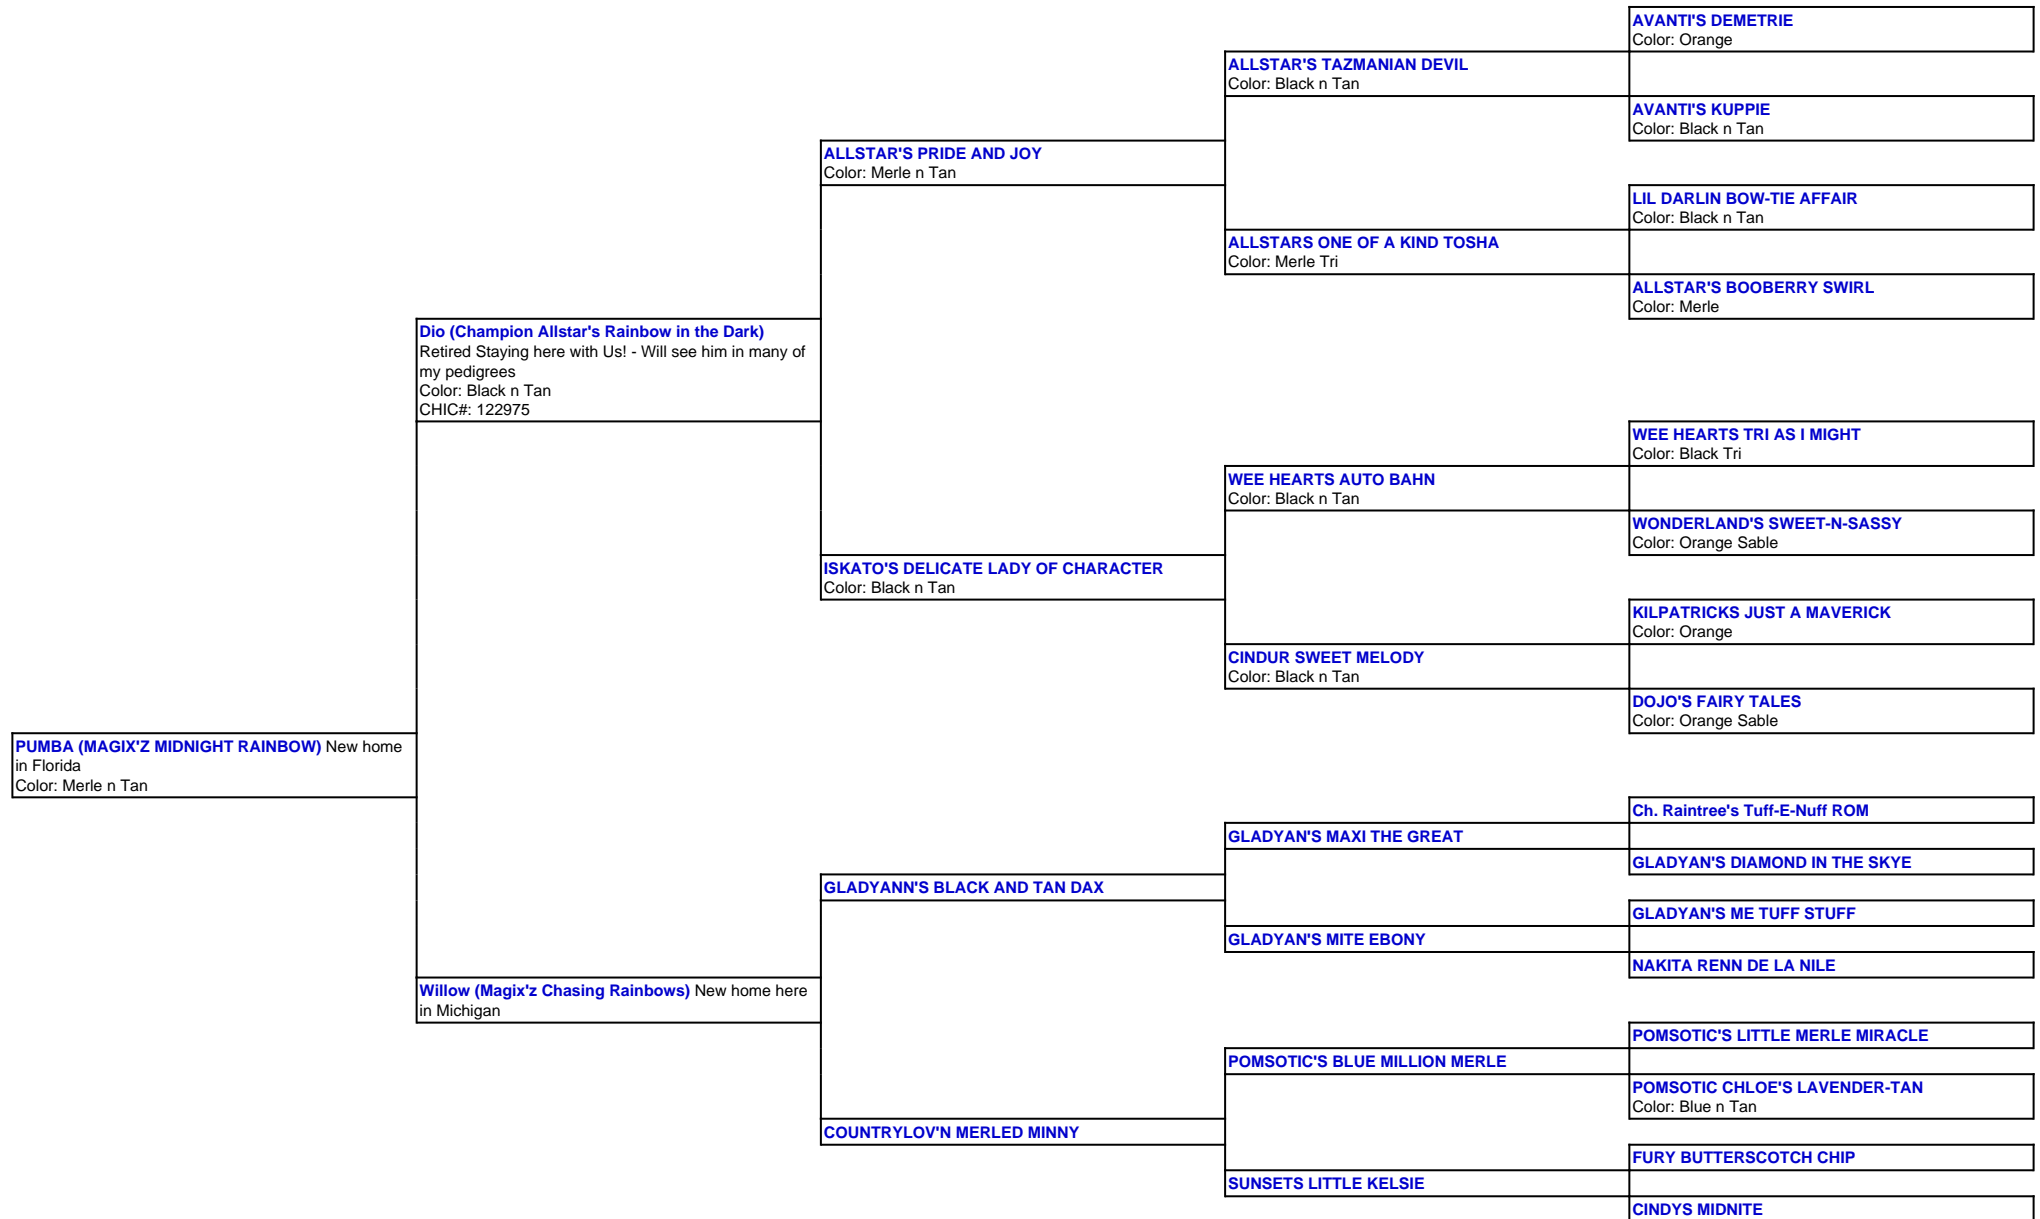 AVANTI'S DEMETRIE
Color: Orange
ALLSTAR'S TAZMANIAN DEVIL
Color: Black n Tan
AVANTI'S KUPPIE
Color: Black n Tan
ALLSTAR'S PRIDE AND JOY
Color: Merle n Tan
LIL DARLIN BOW-TIE AFFAIR
Color: Black n Tan
ALLSTARS ONE OF A KIND TOSHA
Color: Merle Tri
ALLSTAR'S BOOBERRY SWIRL
Color: Merle
Dio (Champion Allstar's Rainbow in the Dark)
Retired Staying here with Us! - Will see him in many of
my pedigrees
Color: Black n Tan
CHIC#: 122975
WEE HEARTS TRI AS I MIGHT
Color: Black Tri
WEE HEARTS AUTO BAHN
Color: Black n Tan
WONDERLAND'S SWEET-N-SASSY
Color: Orange Sable
ISKATO'S DELICATE LADY OF CHARACTER
Color: Black n Tan
KILPATRICKS JUST A MAVERICK
Color: Orange
CINDUR SWEET MELODY
Color: Black n Tan
DOJO'S FAIRY TALES
Color: Orange Sable
PUMBA (MAGIX'Z MIDNIGHT RAINBOW) New home
in Florida
Color: Merle n Tan
Ch. Raintree's Tuff-E-Nuff ROM
GLADYAN'S MAXI THE GREAT
GLADYAN'S DIAMOND IN THE SKYE
GLADYANN'S BLACK AND TAN DAX
GLADYAN'S ME TUFF STUFF
GLADYAN'S MITE EBONY
NAKITA RENN DE LA NILE
Willow (Magix'z Chasing Rainbows) New home here
in Michigan
POMSOTIC'S LITTLE MERLE MIRACLE
POMSOTIC'S BLUE MILLION MERLE
POMSOTIC CHLOE'S LAVENDER-TAN
Color: Blue n Tan
COUNTRYLOV'N MERLED MINNY
FURY BUTTERSCOTCH CHIP
SUNSETS LITTLE KELSIE
CINDYS MIDNITE